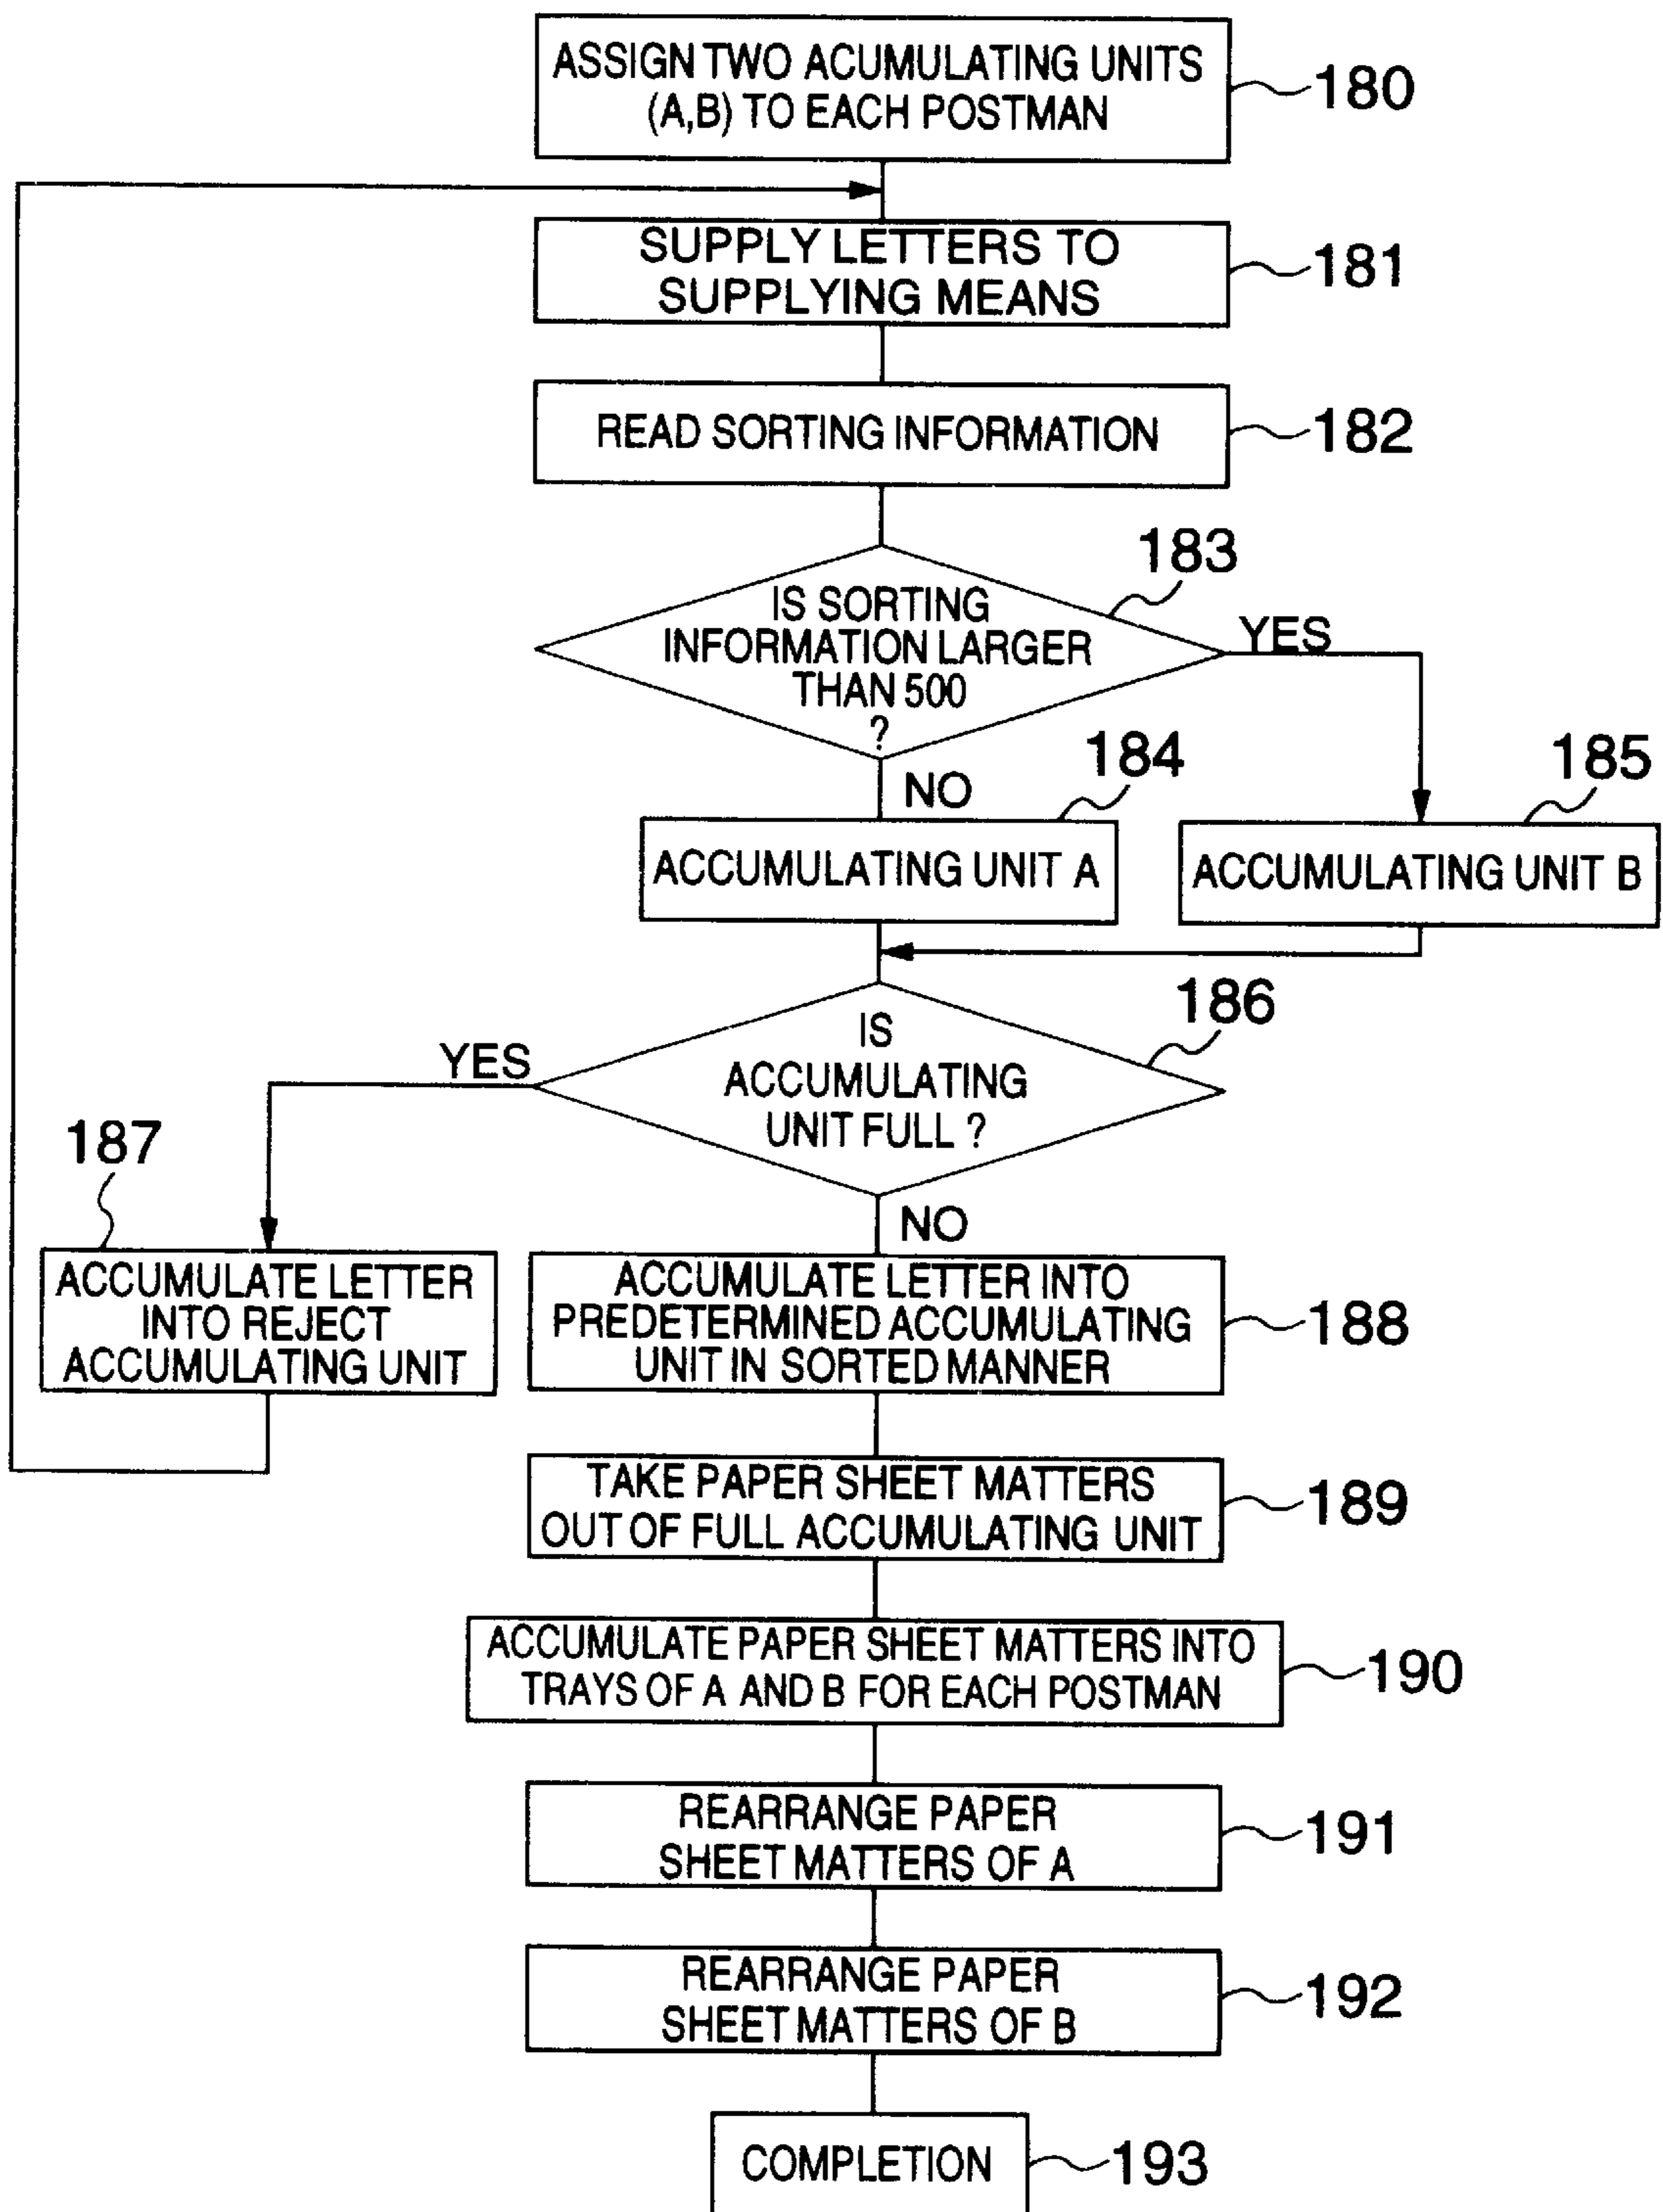 ASSIGN TWO ACUMULATING UNITS
(A,B) TO EACH POSTMAN
180
SUPPLY LETTERS TO
SUPPLYING MEANS
181
READ SORTING INFORMATION
182
183
IS SORTING
INFORMATION LARGER
THAN 500
?
YES
NO
184
185
ACCUMULATING UNIT A
ACCUMULATING UNIT B
186
IS
ACCUMULATING
UNIT FULL ?
YES
NO
187
ACCUMULATE LETTER
INTO REJECT
ACCUMULATING UNIT
ACCUMULATE LETTER INTO
PREDETERMINED ACCUMULATING
UNIT IN SORTED MANNER
188
TAKE PAPER SHEET MATTERS
OUT OF FULL ACCUMULATING UNIT
189
ACCUMULATE PAPER SHEET MATTERS INTO
TRAYS OF A AND B FOR EACH POSTMAN
190
REARRANGE PAPER
SHEET MATTERS OF A
191
REARRANGE PAPER
SHEET MATTERS OF B
192
COMPLETION
193